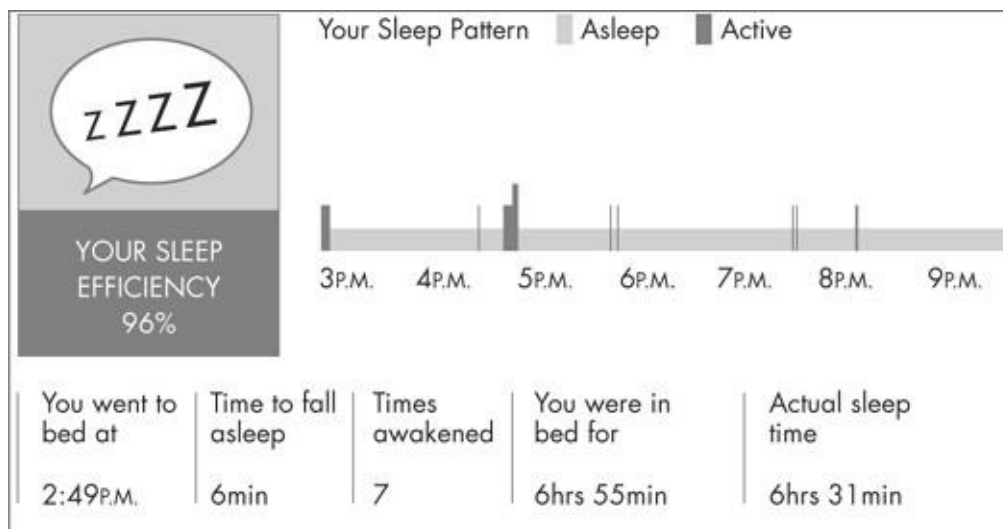 zZZZ
YOUR SLEEP
EFFICIENCY
96%
Your Sleep Pattern Asleep Active
3P.M. 4P.M. 5P.M. 6P.M. 7P.M. 8P.M. 9P.M.
You went to
bed at
2:49P.M.
Time to fall
asleep
6min
Times
awakened
7
You were in
bed for
6hrs 55min
Actual sleep
time
6hrs 31min